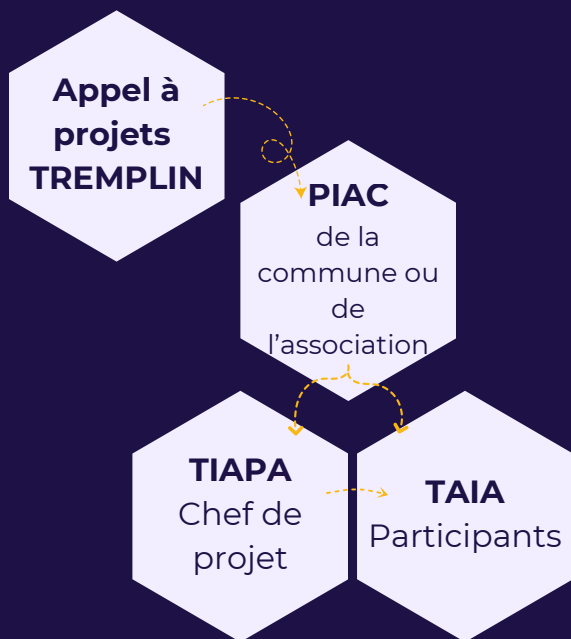 Appel à
projets
TREMPLIN
PIAC
de la
commune ou
de
l'association
TIAPA
Chef de
projet
TAIA
Participants